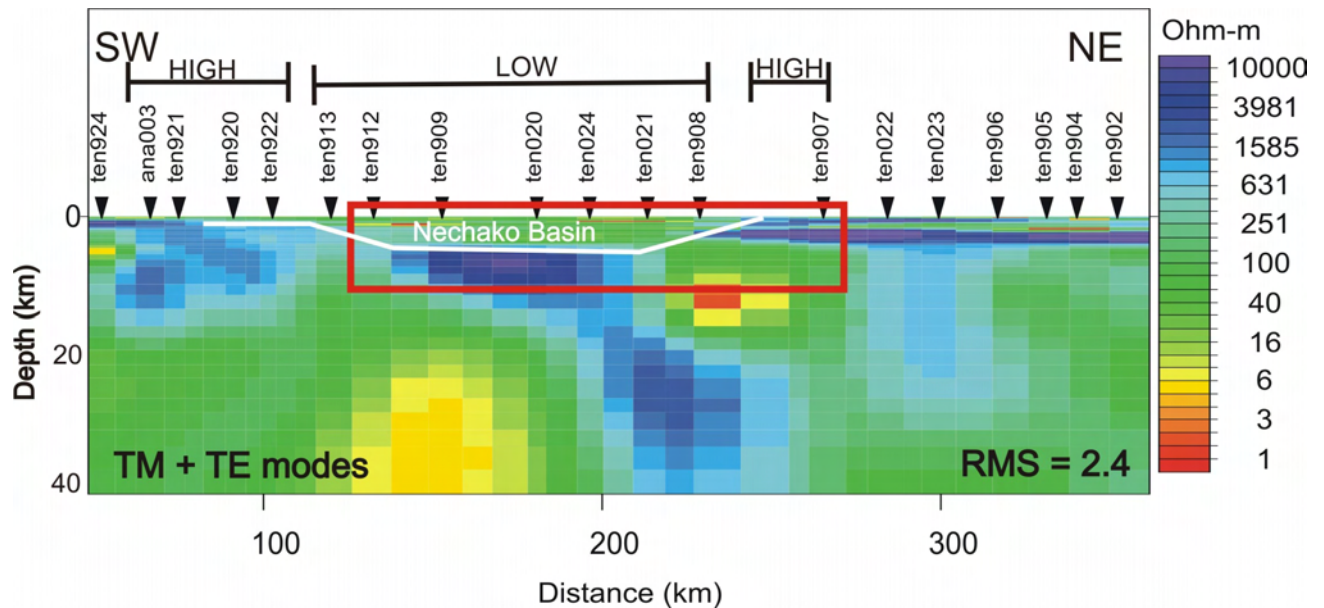 SW
NE
HIGH
LOW
HIGH
ten924
ana003
ten921
ten920
ten922
ten913
ten912
ten909
ten020
ten024
ten021
ten908
ten907
ten022
ten023
ten906
ten905
ten904
ten902
Ohm-m
10000
3981
1585
631
251
100
40
16
6
3
1
Depth (km)
0
20
40
Nechako Basin
TM + TE modes
RMS = 2.4
100
200
300
Distance (km)